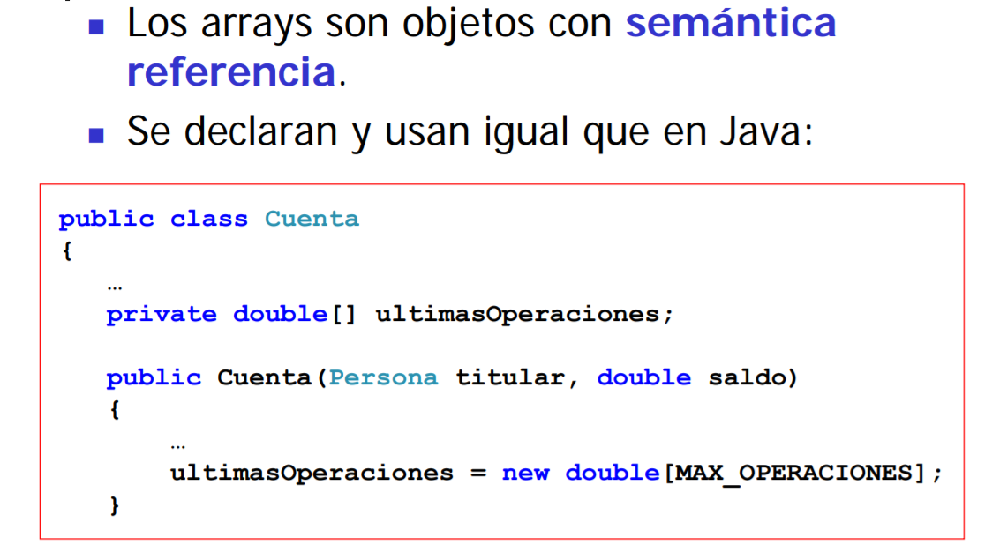 Los arrays son objetos con semántica
referencia.
Se declaran y usan igual que en Java:
public class Cuenta
{
…
private double[] ultimasOperaciones;
public Cuenta(Persona titular, double saldo)
{
…
ultimasOperaciones = new double[MAX_OPERACIONES];
}